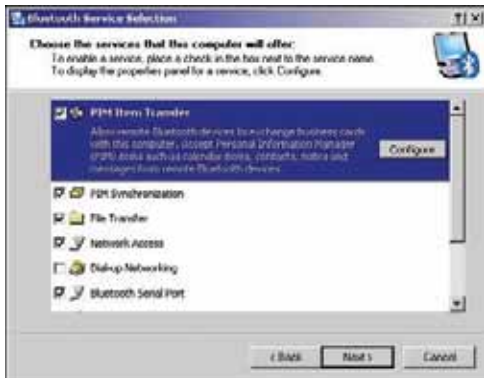 Bluetooth Service Selection
Choose the services that this computer will offer:
To enable a service, place a check in the box next to the service name.
To display the properties panel for a service, click Configure.
PIM Item Transfer
Allow remote Bluetooth devices to exchange business cards
with this computer. Accept Personal Information Manager
(PIM) items such as calendar items, contacts, notes and
messages from remote Bluetooth devices.
Configure
PIM Synchronization
File Transfer
Network Access
Dial-up Networking
Bluetooth Serial Port
< Back
Next >
Cancel